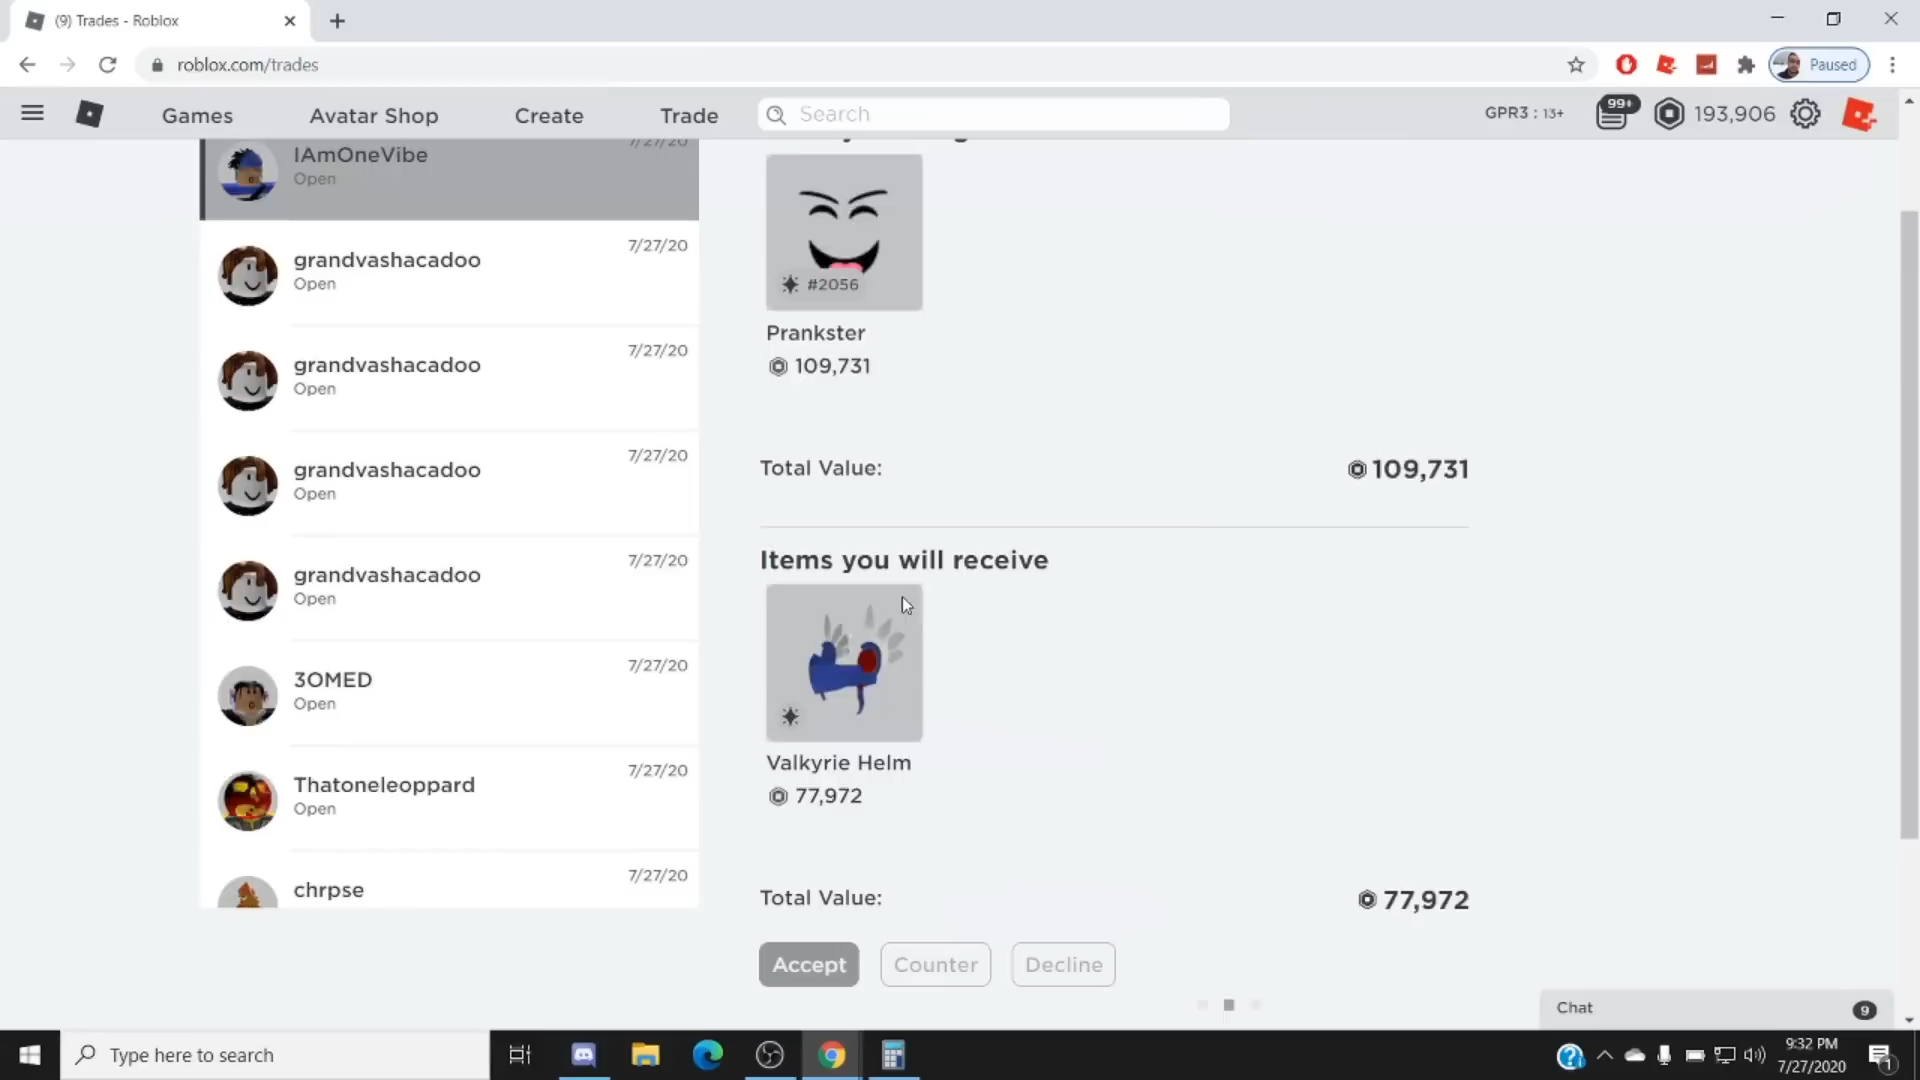 (9) Trades - Roblox
roblox.com/trades
Paused
Games
Avatar Shop
Create
Trade
Search
GPR3 : 13+
99+
193,906
IAmOneVibe
7/27/20
Open
grandvashacadoo
7/27/20
Open
grandvashacadoo
7/27/20
Open
grandvashacadoo
7/27/20
Open
grandvashacadoo
7/27/20
Open
3OMED
7/27/20
Open
Thatoneleoppard
7/27/20
Open
chrpse
7/27/20
#2056
Prankster
109,731
Total Value:
109,731
Items you will receive
Valkyrie Helm
77,972
Total Value:
77,972
Accept
Counter
Decline
Chat
9
Type here to search
9:32 PM
7/27/2020
1